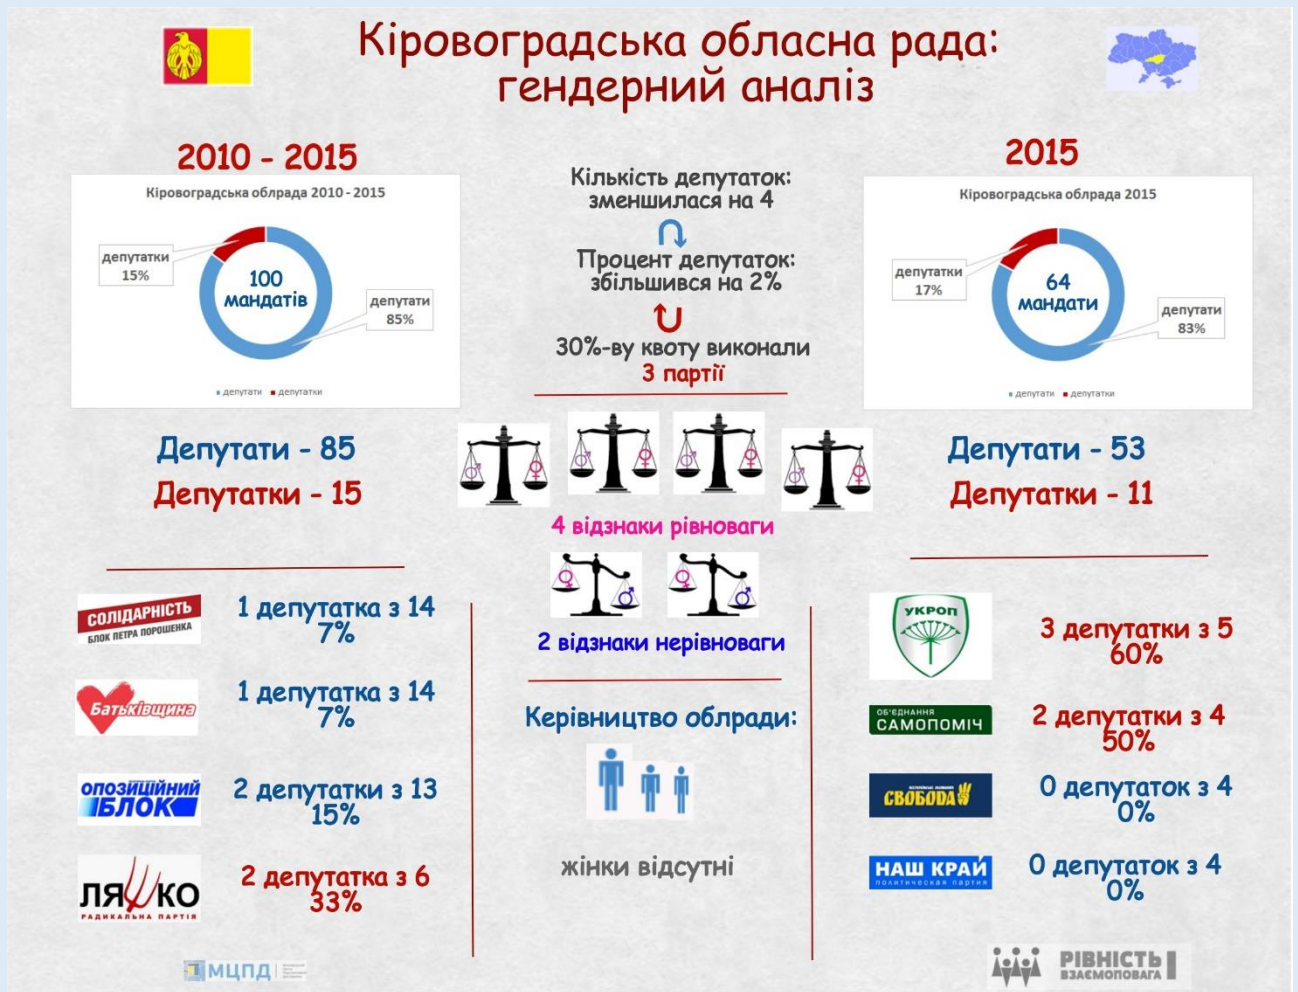 Кіровоградська обласна рада:
гендерний аналіз
2010 - 2015
Кіровоградська облрада 2010 - 2015
депутатки
15%
100
мандатів
депутати
85%
депутати депутатки
Депутати - 85
Депутатки - 15
Кількість депутаток:
зменшилася на 4
Процент депутаток:
збільшився на 2%
30%-ву квоту виконали
3 партії
4 відзнаки рівноваги
2 відзнаки нерівноваги
2015
Кіровоградська облрада 2015
депутатки
17%
64
мандати
депутати
83%
депутати депутатки
Депутати - 53
Депутатки - 11
СОЛІДАРНІСТЬ
БЛОК ПЕТРА ПОРОШЕНКА
1 депутатка з 14
7%
Батьківщина
1 депутатка з 14
7%
ОПОЗИЦІЙНИЙ
БЛОК
2 депутатки з 13
15%
ЛЯШКО
РАДИКАЛЬНА ПАРТІЯ
2 депутатка з 6
33%
Керівництво облради:
жінки відсутні
УКРОП
3 депутатки з 5
60%
ОБ'ЄДНАННЯ
САМОПОМІЧ
2 депутатки з 4
50%
СВОБОДА
0 депутаток з 4
0%
НАШ КРАЙ
политическая партия
0 депутаток з 4
0%
МЦПД
РІВНІСТЬ
ВЗАЄМОПОВАГА